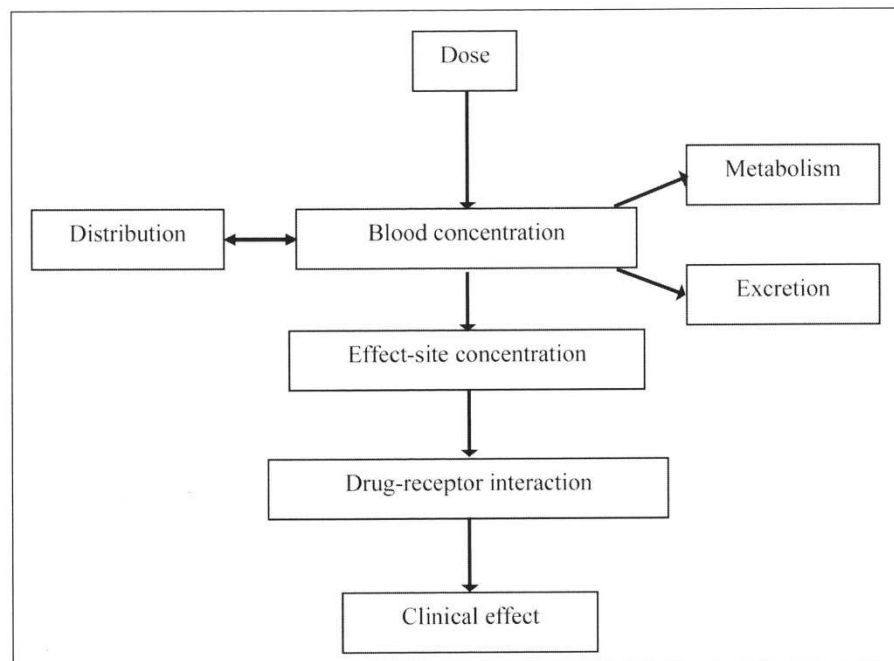 Dose
Metabolism
Distribution
Blood concentration
Excretion
Effect-site concentration
Drug-receptor interaction
Clinical effect